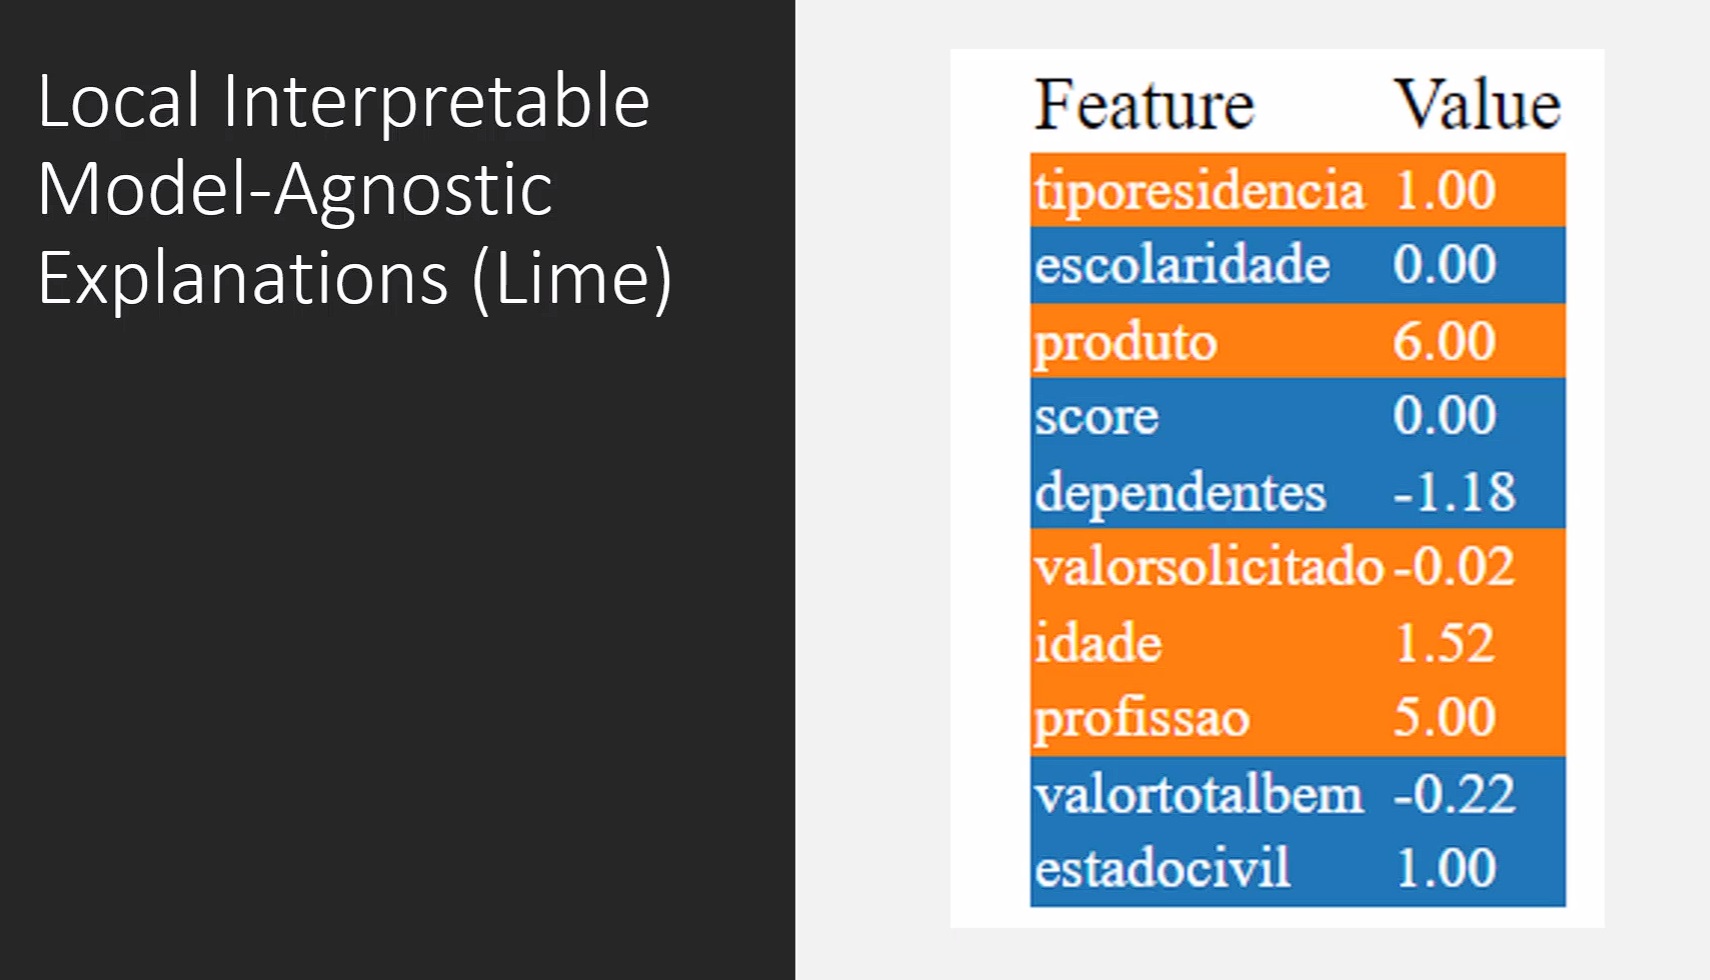 Local Interpretable
Model-Agnostic
Explanations (Lime)
Feature Value
tiporesidencia 1.00
escolaridade 0.00
produto 6.00
score 0.00
dependentes -1.18
valorsolicitado -0.02
idade 1.52
profissao 5.00
valortotalbem -0.22
estadocivil 1.00